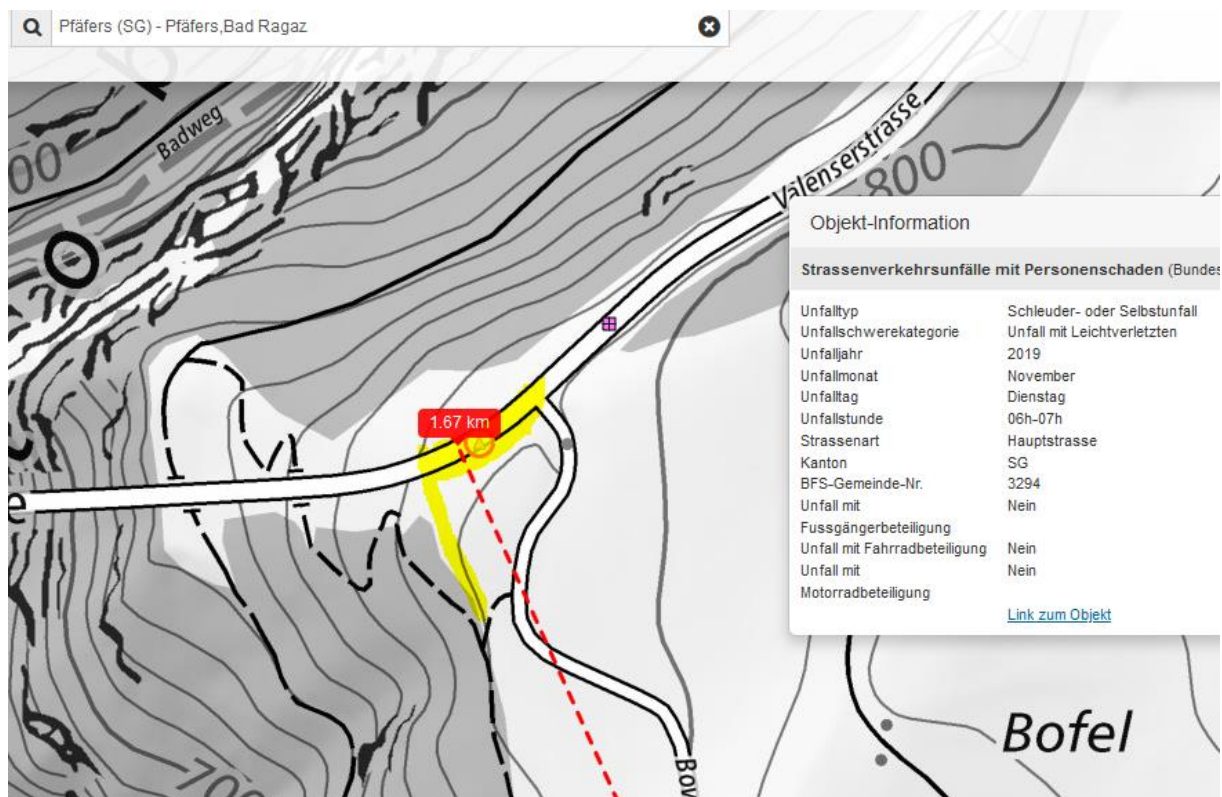 Pfäfers (SG) - Pfäfers,Bad Ragaz
Badweg
Valenserstrasse
800
Objekt-Information
Strassenverkehrsunfälle mit Personenschaden (Bundes
Unfalltyp Schleuder- oder Selbstunfall
Unfallschwerekategorie Unfall mit Leichtverletzten
Unfalljahr 2019
Unfallmonat November
Unfalltag Dienstag
Unfallstunde 06h-07h
Strassenart Hauptstrasse
Kanton SG
BFS-Gemeinde-Nr. 3294
Unfall mit Nein
Fussgängerbeteiligung
Unfall mit Fahrradbeteiligung Nein
Unfall mit Nein
Motorradbeteiligung
Link zum Objekt
1.67 km
Bofel
700